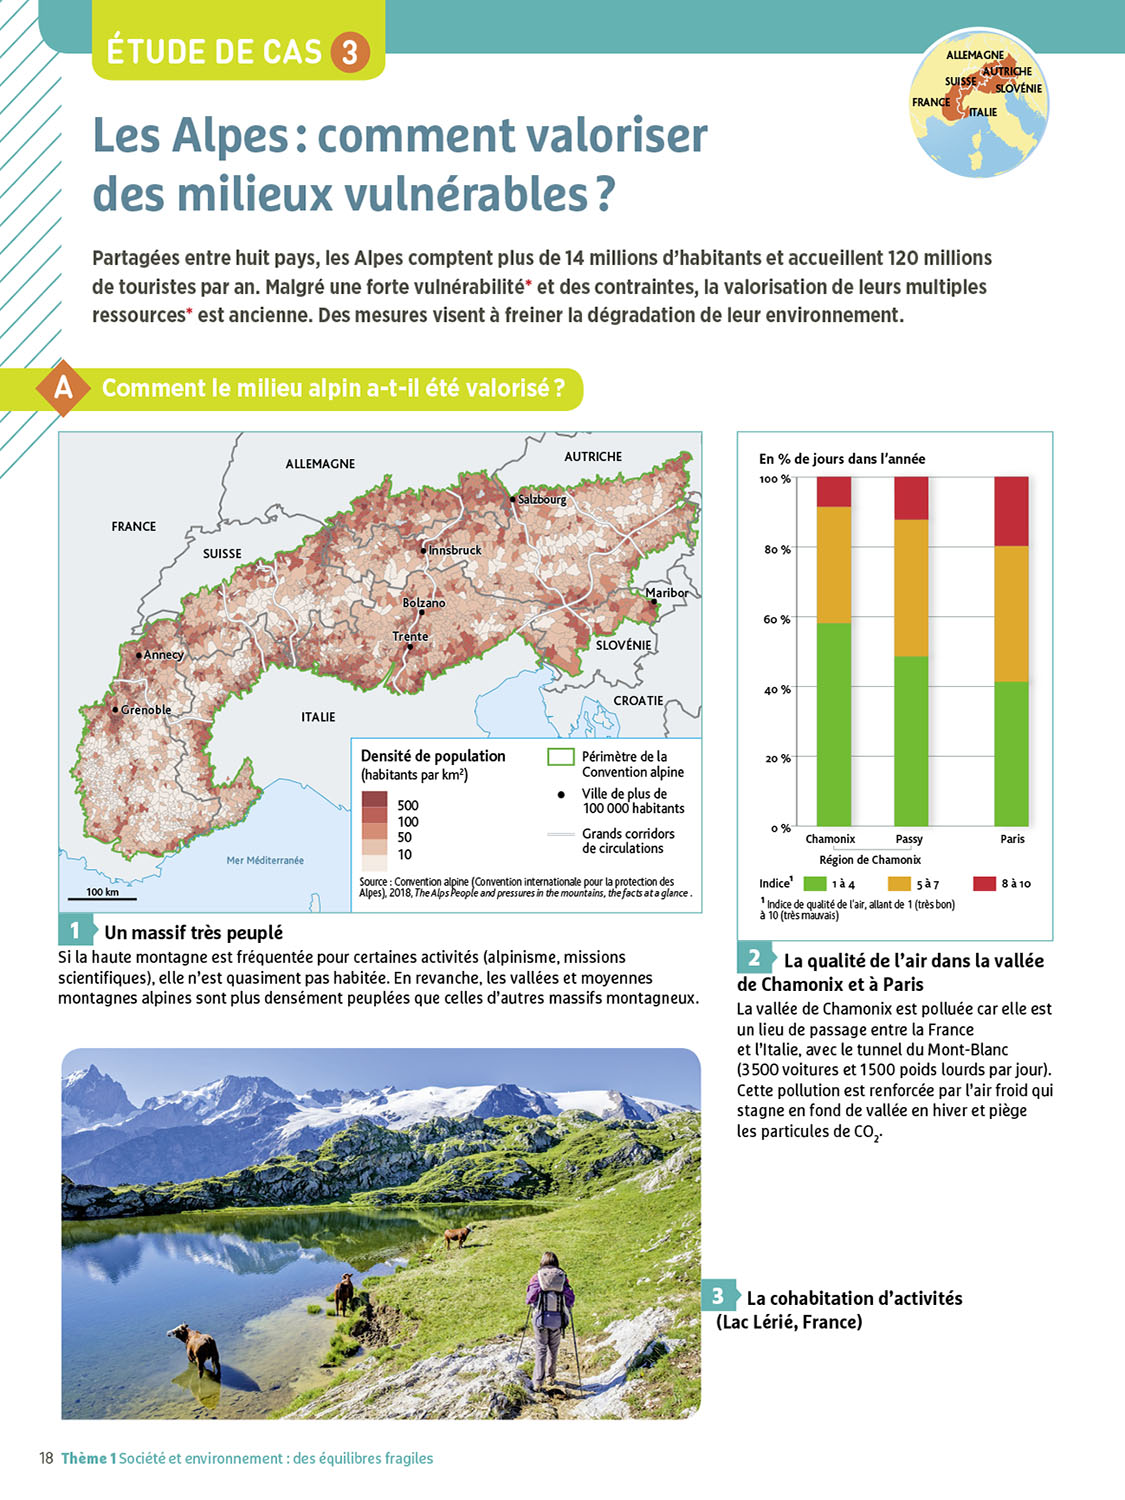 ÉTUDE DE CAS 3
ALLEMAGNE
AUTRICHE
SUISSE
SLOVÉNIE
FRANCE
ITALIE
Les Alpes : comment valoriser
des milieux vulnérables ?
Partagées entre huit pays, les Alpes comptent plus de 14 millions d’habitants et accueillent 120 millions
de touristes par an. Malgré une forte vulnérabilité* et des contraintes, la valorisation de leurs multiples
ressources* est ancienne. Des mesures visent à freiner la dégradation de leur environnement.
A Comment le milieu alpin a-t-il été valorisé ?
ALLEMAGNE
AUTRICHE
FRANCE
SUISSE
Salzbourg
Innsbruck
Bolzano
Maribor
Trente
SLOVÉNIE
Annecy
Grenoble
CROATIE
ITALIE
Mer Méditerranée
100 km
Densité de population
(habitants par km²)
500
100
50
10
Périmètre de la
Convention alpine
Ville de plus de
100 000 habitants
Grands corridors
de circulations
Source : Convention alpine (Convention internationale pour la protection des
Alpes), 2018, The Alps People and pressures in the mountains, the facts at a glance .
1 Un massif très peuplé
Si la haute montagne est fréquentée pour certaines activités (alpinisme, missions
scientifiques), elle n’est quasiment pas habitée. En revanche, les vallées et moyennes
montagnes alpines sont plus densément peuplées que celles d’autres massifs montagneux.
En % de jours dans l’année
100 %
80 %
60 %
40 %
20 %
0 %
Chamonix Passy Paris
Région de Chamonix
Indice¹ 1 à 4 5 à 7 8 à 10
¹ Indice de qualité de l’air, allant de 1 (très bon)
à 10 (très mauvais)
2 La qualité de l’air dans la vallée
de Chamonix et à Paris
La vallée de Chamonix est polluée car elle est
un lieu de passage entre la France
et l’Italie, avec le tunnel du Mont-Blanc
(3 500 voitures et 1 500 poids lourds par jour).
Cette pollution est renforcée par l’air froid qui
stagne en fond de vallée en hiver et piège
les particules de CO₂.
3 La cohabitation d’activités
(Lac Lérié, France)
18 Thème 1 Société et environnement : des équilibres fragiles